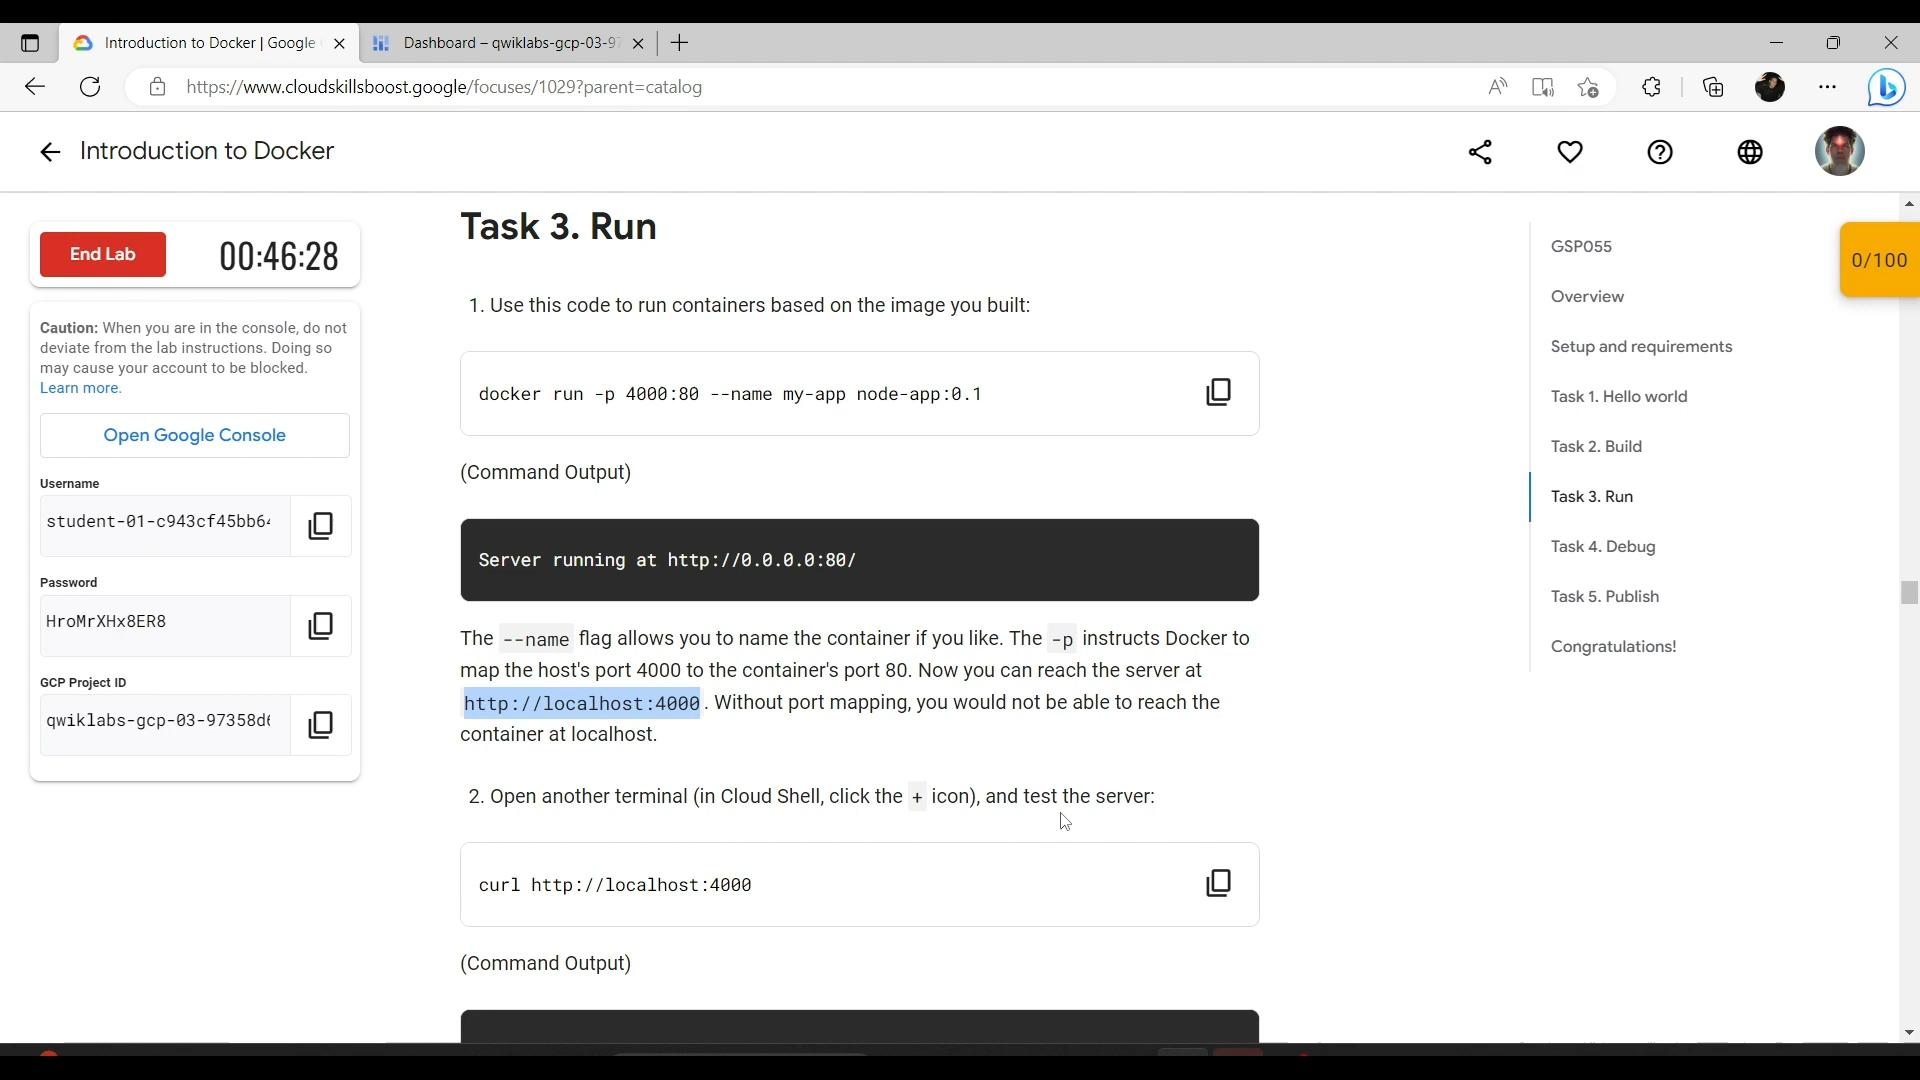 Introduction to Docker | Google
Dashboard – qwiklabs-gcp-03-97
https://www.cloudskillsboost.google/focuses/1029?parent=catalog
Introduction to Docker
End Lab
00:46:28
Caution: When you are in the console, do not
deviate from the lab instructions. Doing so
may cause your account to be blocked.
Learn more.
Open Google Console
Username
student-01-c943cf45bb64
Password
HroMrXHx8ER8
GCP Project ID
qwiklabs-gcp-03-97358d6
Task 3. Run
1. Use this code to run containers based on the image you built:
docker run -p 4000:80 --name my-app node-app:0.1
(Command Output)
Server running at http://0.0.0.0:80/
The --name flag allows you to name the container if you like. The -p instructs Docker to
map the host's port 4000 to the container's port 80. Now you can reach the server at
http://localhost:4000 . Without port mapping, you would not be able to reach the
container at localhost.
2. Open another terminal (in Cloud Shell, click the + icon), and test the server:
curl http://localhost:4000
(Command Output)
GSP055
Overview
Setup and requirements
Task 1. Hello world
Task 2. Build
Task 3. Run
Task 4. Debug
Task 5. Publish
Congratulations!
0/100